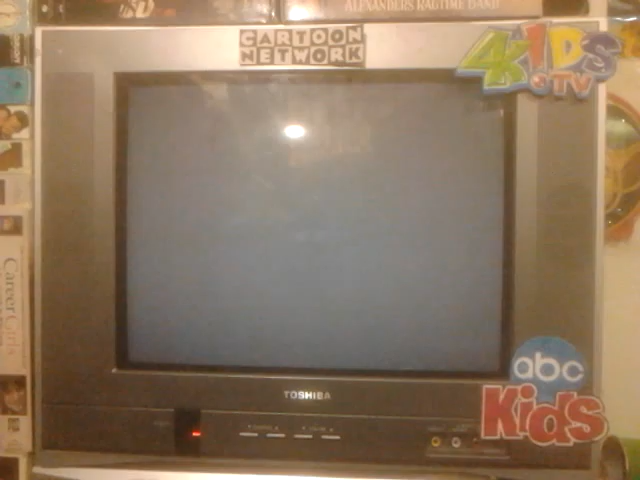 ALEXANDER'S RAGTIME BAND
CARTOON
NETWORK
4KiDS
.TV
Career Girls
TOSHIBA
abc
Kids